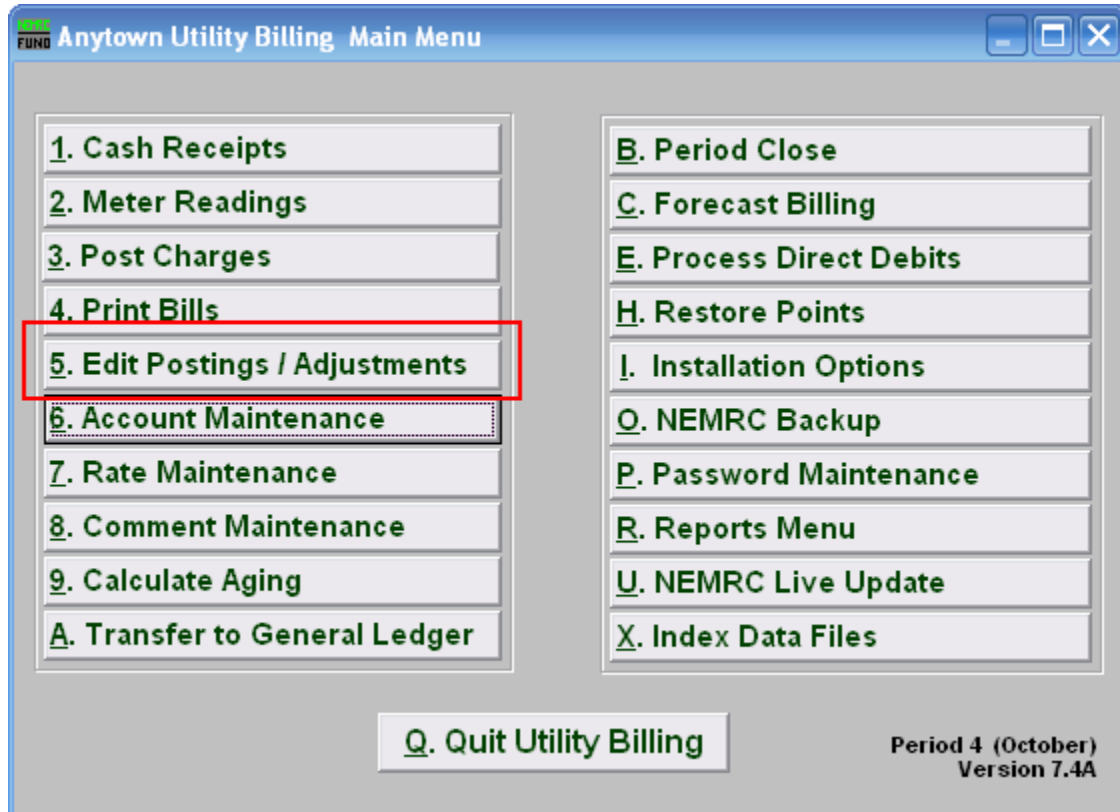 NMRC
FUND
Anytown Utility Billing Main Menu
1. Cash Receipts
2. Meter Readings
3. Post Charges
4. Print Bills
5. Edit Postings / Adjustments
6. Account Maintenance
7. Rate Maintenance
8. Comment Maintenance
9. Calculate Aging
A. Transfer to General Ledger
B. Period Close
C. Forecast Billing
E. Process Direct Debits
H. Restore Points
I. Installation Options
O. NEMRC Backup
P. Password Maintenance
R. Reports Menu
U. NEMRC Live Update
X. Index Data Files
Q. Quit Utility Billing
Period 4 (October)
Version 7.4A